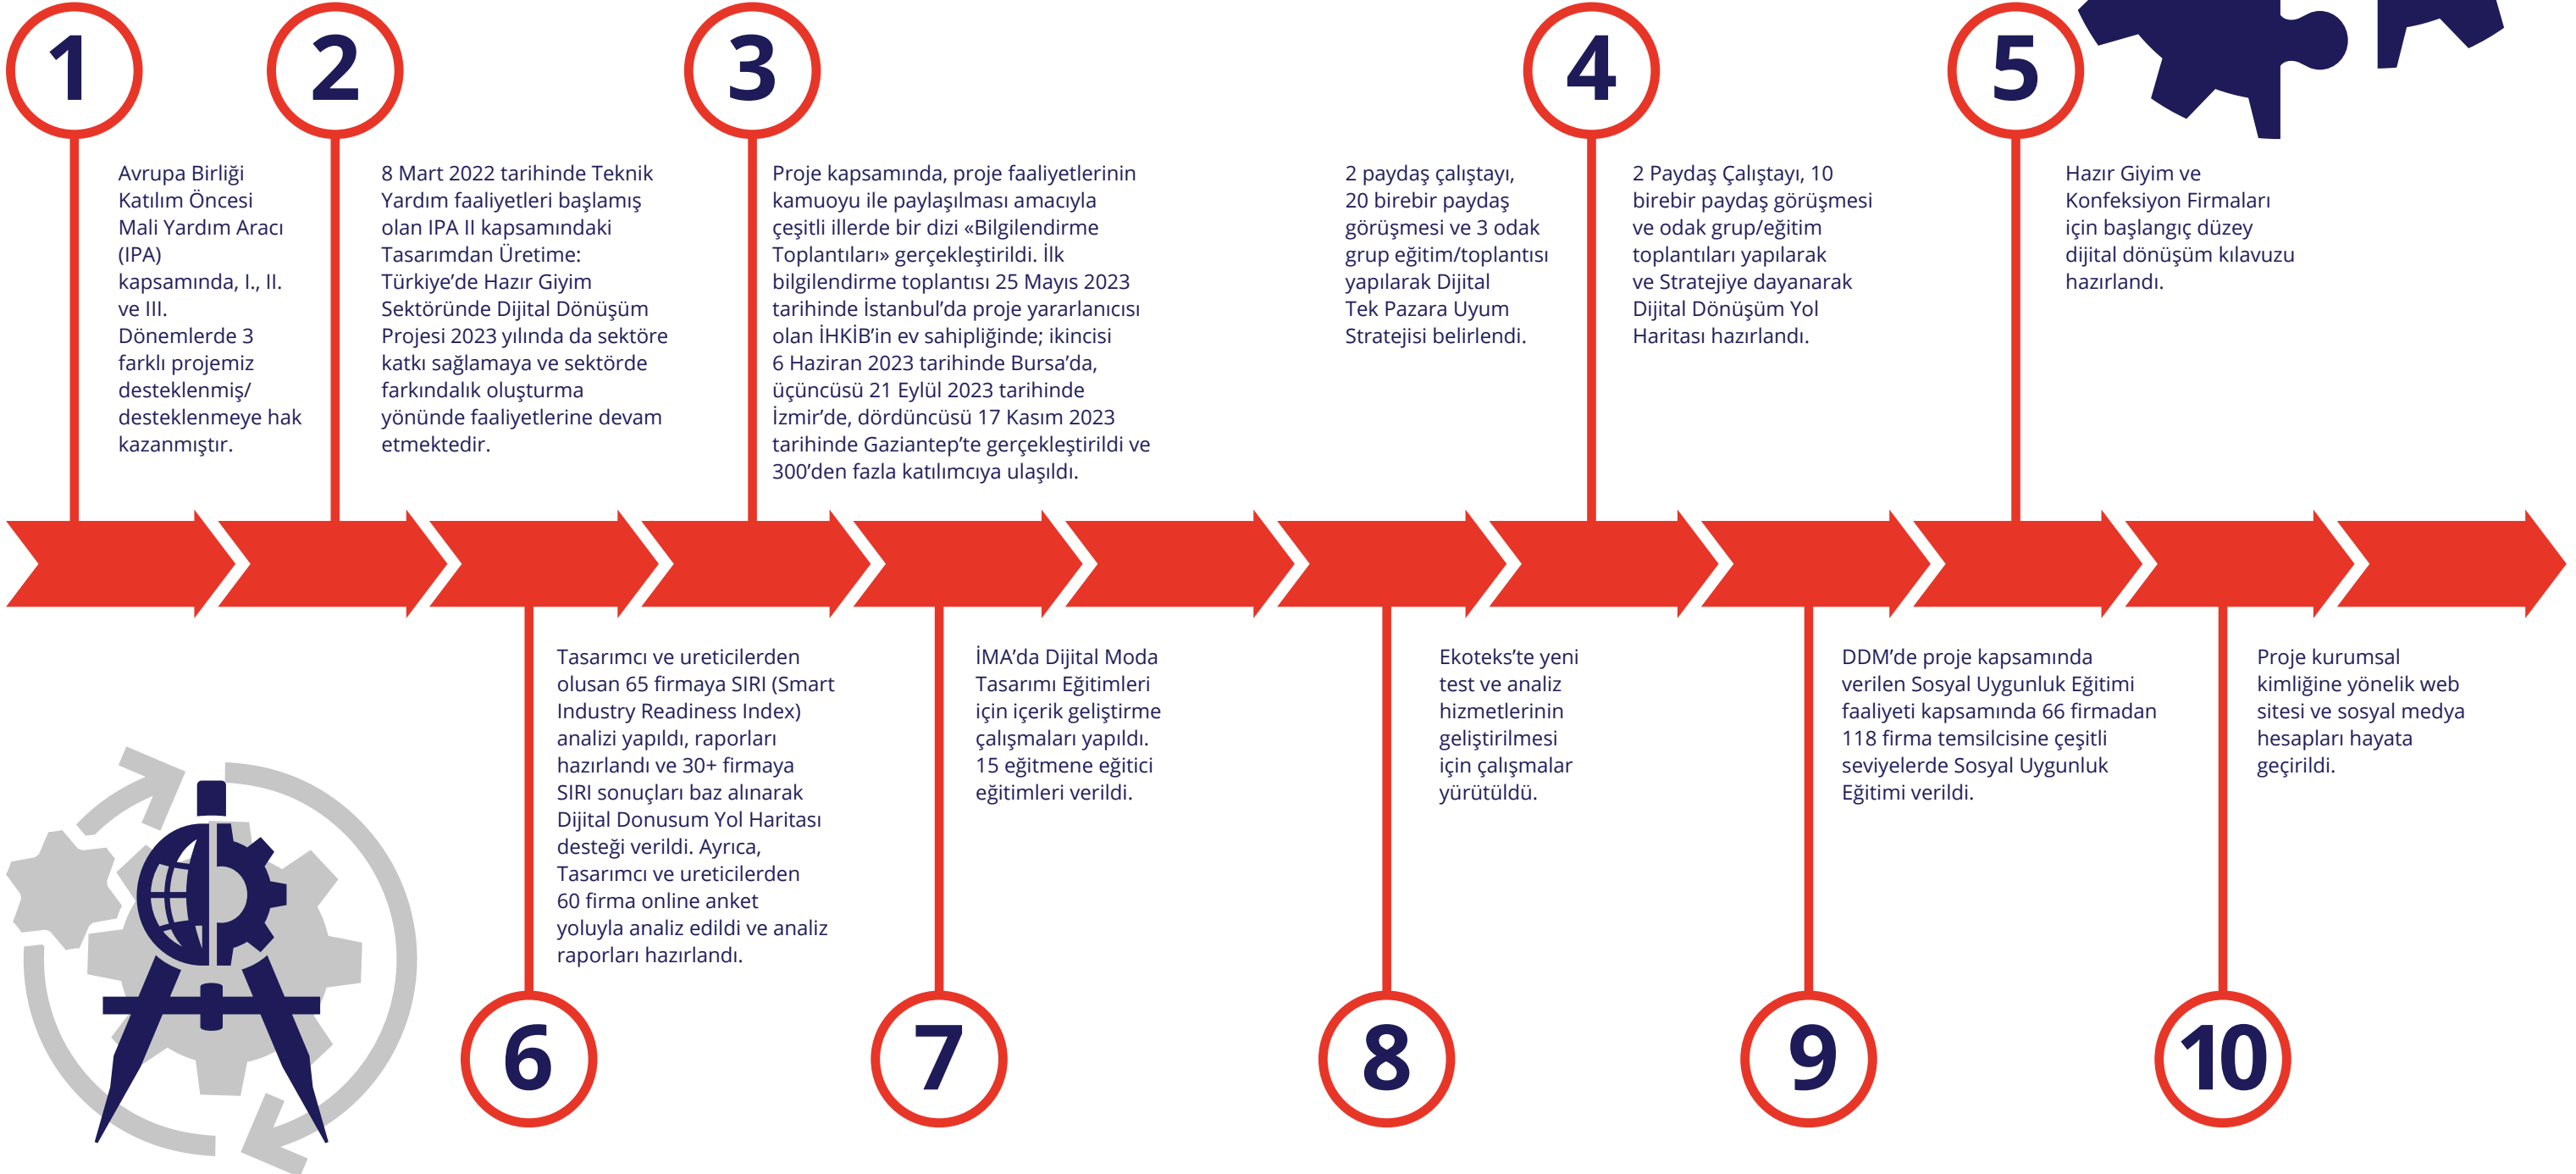 1
Avrupa Birliği
Katılım Öncesi
Mali Yardım Aracı
(IPA)
kapsamında, I., II.
ve III.
Dönemlerde 3
farklı projemiz
desteklenmiş/
desteklenmeye hak
kazanmıştır.
2
8 Mart 2022 tarihinde Teknik
Yardım faaliyetleri başlamış
olan IPA II kapsamındaki
Tasarımdan Üretime:
Türkiye’de Hazır Giyim
Sektöründe Dijital Dönüşüm
Projesi 2023 yılında da sektöre
katkı sağlamaya ve sektörde
farkındalık oluşturma
yönünde faaliyetlerine devam
etmektedir.
3
Proje kapsamında, proje faaliyetlerinin
kamuoyu ile paylaşılması amacıyla
çeşitli illerde bir dizi «Bilgilendirme
Toplantıları» gerçekleştirildi. İlk
bilgilendirme toplantısı 25 Mayıs 2023
tarihinde İstanbul’da proje yararlanıcısı
olan İHKİB’in ev sahipliğinde; ikincisi
6 Haziran 2023 tarihinde Bursa’da,
üçüncüsü 21 Eylül 2023 tarihinde
İzmir’de, dördüncüsü 17 Kasım 2023
tarihinde Gaziantep’te gerçekleştirildi ve
300’den fazla katılımcıya ulaşıldı.
2 paydaş çalıştayı,
20 birebir paydaş
görüşmesi ve 3 odak
grup eğitim/toplantısı
yapılarak Dijital
Tek Pazara Uyum
Stratejisi belirlendi.
4
2 Paydaş Çalıştayı, 10
birebir paydaş görüşmesi
ve odak grup/eğitim
toplantıları yapılarak
ve Stratejiye dayanarak
Dijital Dönüşüm Yol
Haritası hazırlandı.
5
Hazır Giyim ve
Konfeksiyon Firmaları
için başlangıç düzey
dijital dönüşüm kılavuzu
hazırlandı.
Tasarımcı ve ureticilerden
olusan 65 firmaya SIRI (Smart
Industry Readiness Index)
analizi yapıldı, raporları
hazırlandı ve 30+ firmaya
SIRI sonuçları baz alınarak
Dijital Donusum Yol Haritası
desteği verildi. Ayrıca,
Tasarımcı ve ureticilerden
60 firma online anket
yoluyla analiz edildi ve analiz
raporları hazırlandı.
6
İMA’da Dijital Moda
Tasarımı Eğitimleri
için içerik geliştirme
çalışmaları yapıldı.
15 eğitmene eğitici
eğitimleri verildi.
7
Ekoteks’te yeni
test ve analiz
hizmetlerinin
geliştirilmesi
için çalışmalar
yürütüldü.
8
DDM’de proje kapsamında
verilen Sosyal Uygunluk Eğitimi
faaliyeti kapsamında 66 firmadan
118 firma temsilcisine çeşitli
seviyelerde Sosyal Uygunluk
Eğitimi verildi.
9
Proje kurumsal
kimliğine yönelik web
sitesi ve sosyal medya
hesapları hayata
geçirildi.
10